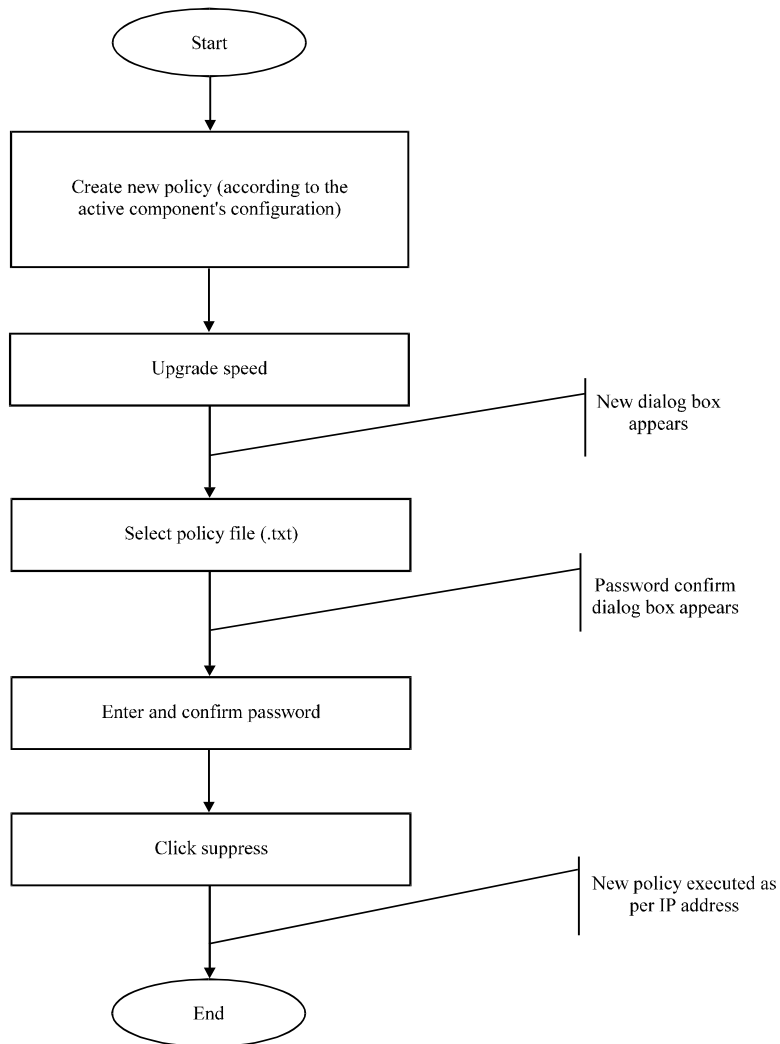 Start
Create new policy (according to the
active component's configuration)
Upgrade speed
New dialog box
appears
Select policy file (.txt)
Password confirm
dialog box appears
Enter and confirm password
Click suppress
New policy executed as
per IP address
End